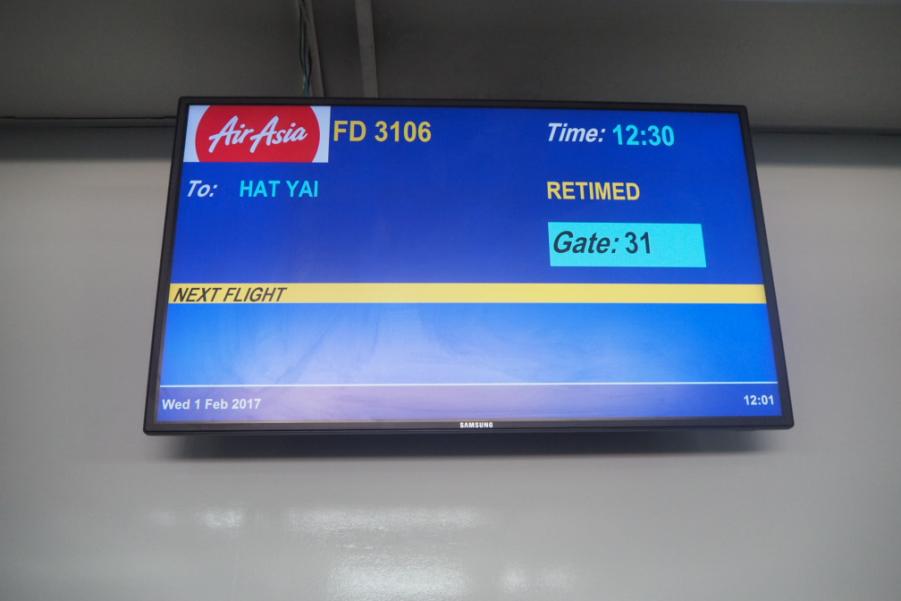 AirAsia FD 3106 Time: 12:30
To: HAT YAI RETIMED
Gate: 31
NEXT FLIGHT
Wed 1 Feb 2017 12:01
SAMSUNG